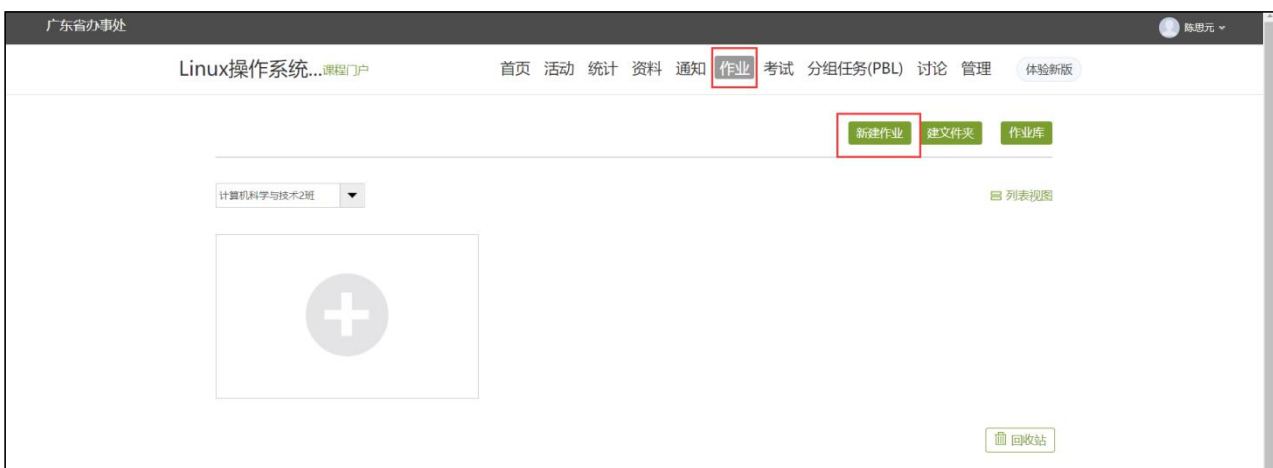 广东省办事处
陈思元
Linux操作系统...课程门户 首页 活动 统计 资料 通知 作业 考试 分组任务(PBL) 讨论 管理 体验新版
新建作业 建文件夹 作业库
计算机科学与技术2班 列表视图
回收站